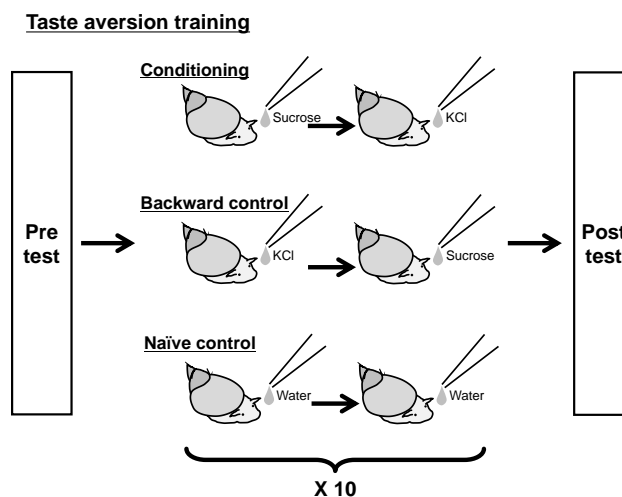 Taste aversion training
Conditioning
Sucrose
KCl
Backward control
Pre
test
KCl
Sucrose
Post
test
Naïve control
Water
Water
X 10